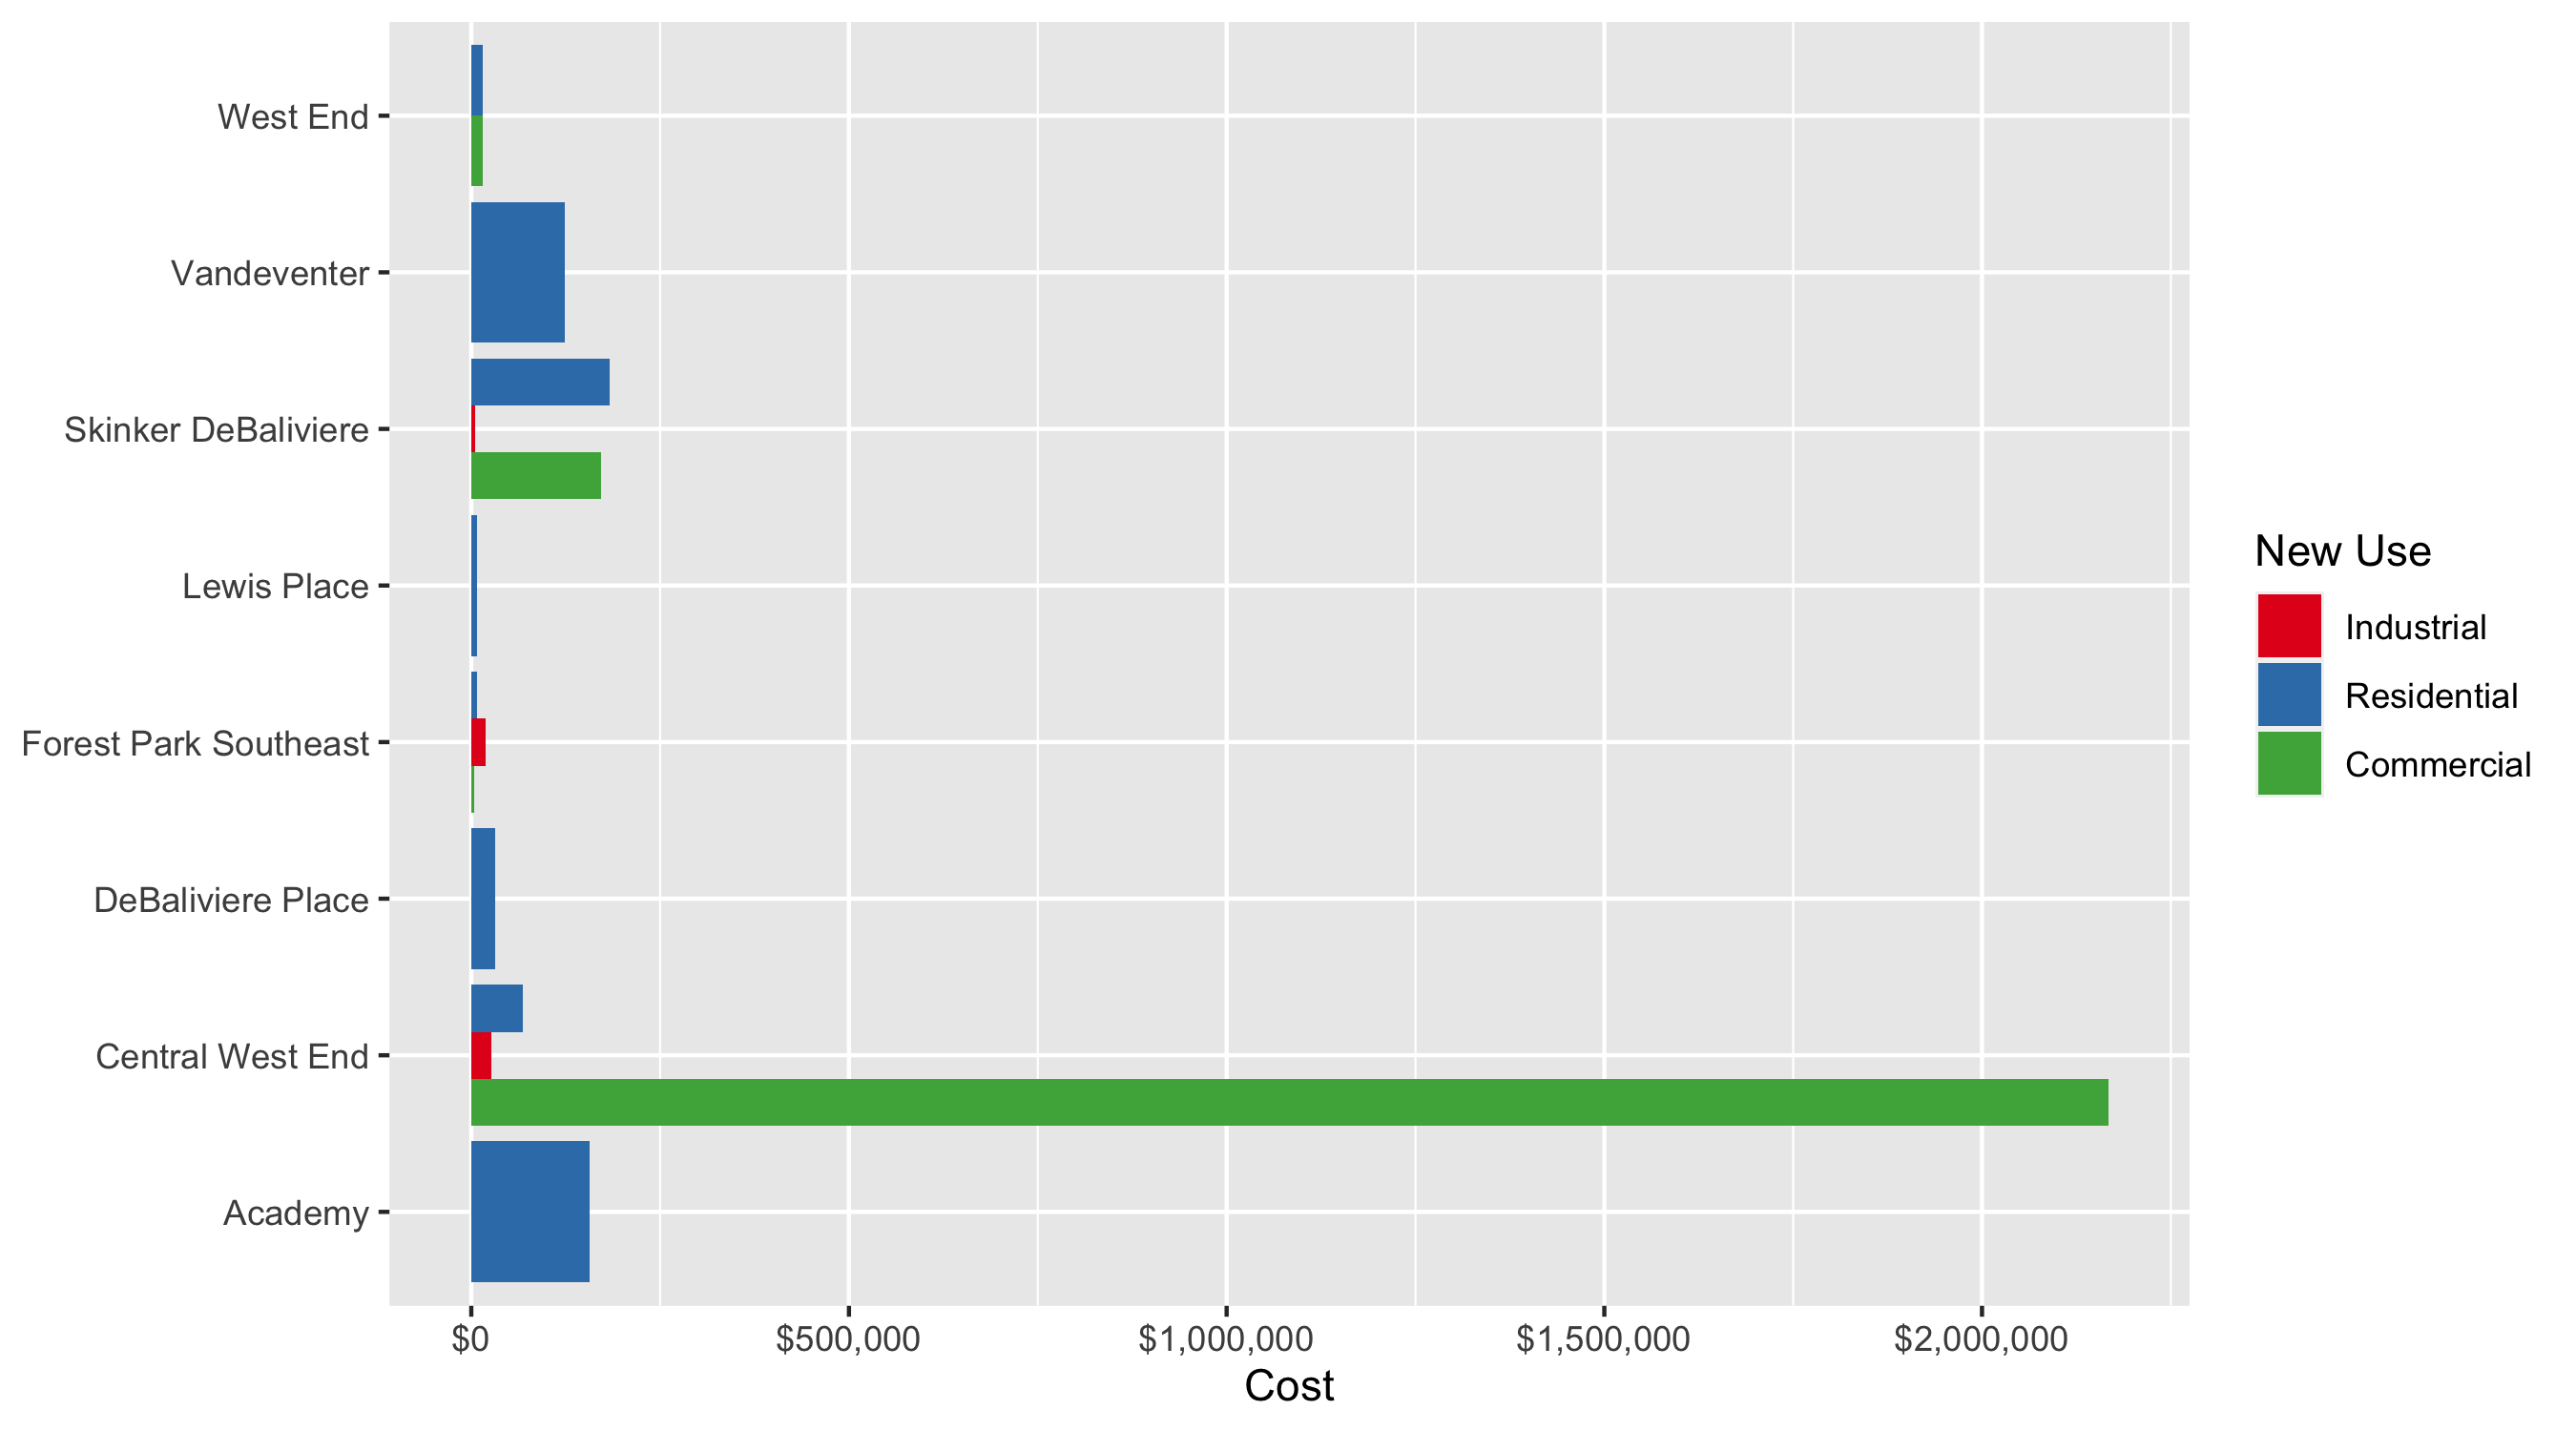 West End
Vandeventer
Skinker DeBaliviere
Lewis Place
Forest Park Southeast
DeBaliviere Place
Central West End
Academy
$0
$500,000
$1,000,000
$1,500,000
$2,000,000
Cost
New Use
Industrial
Residential
Commercial